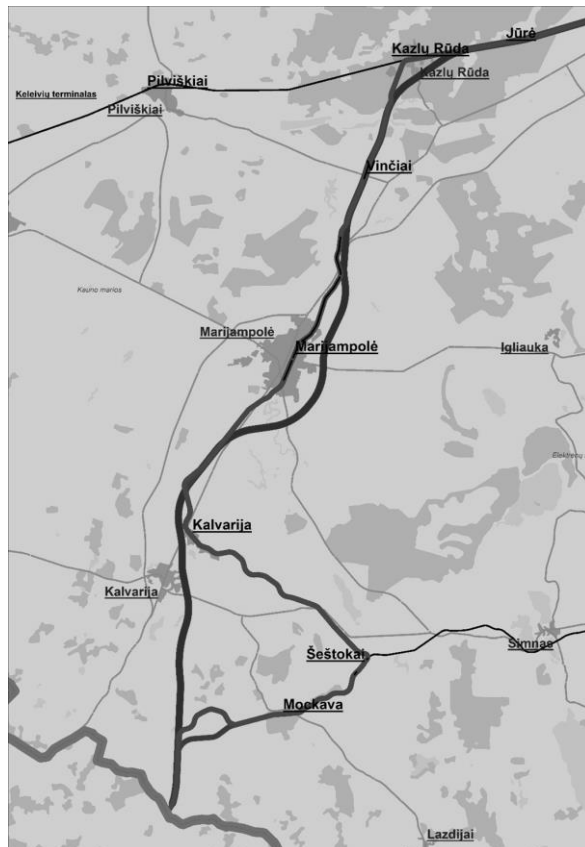 Jūrė
Kazlų Rūda
Kazlų Rūda
Pilviškiai
Keleivių terminalas
Pilviškiai
Vinčiai
Kauno marios
Marijampolė
Marijampolė
Igliauka
Kalvarija
Kalvarija
Simnas
Šeštokai
Mockava
Lazdijai